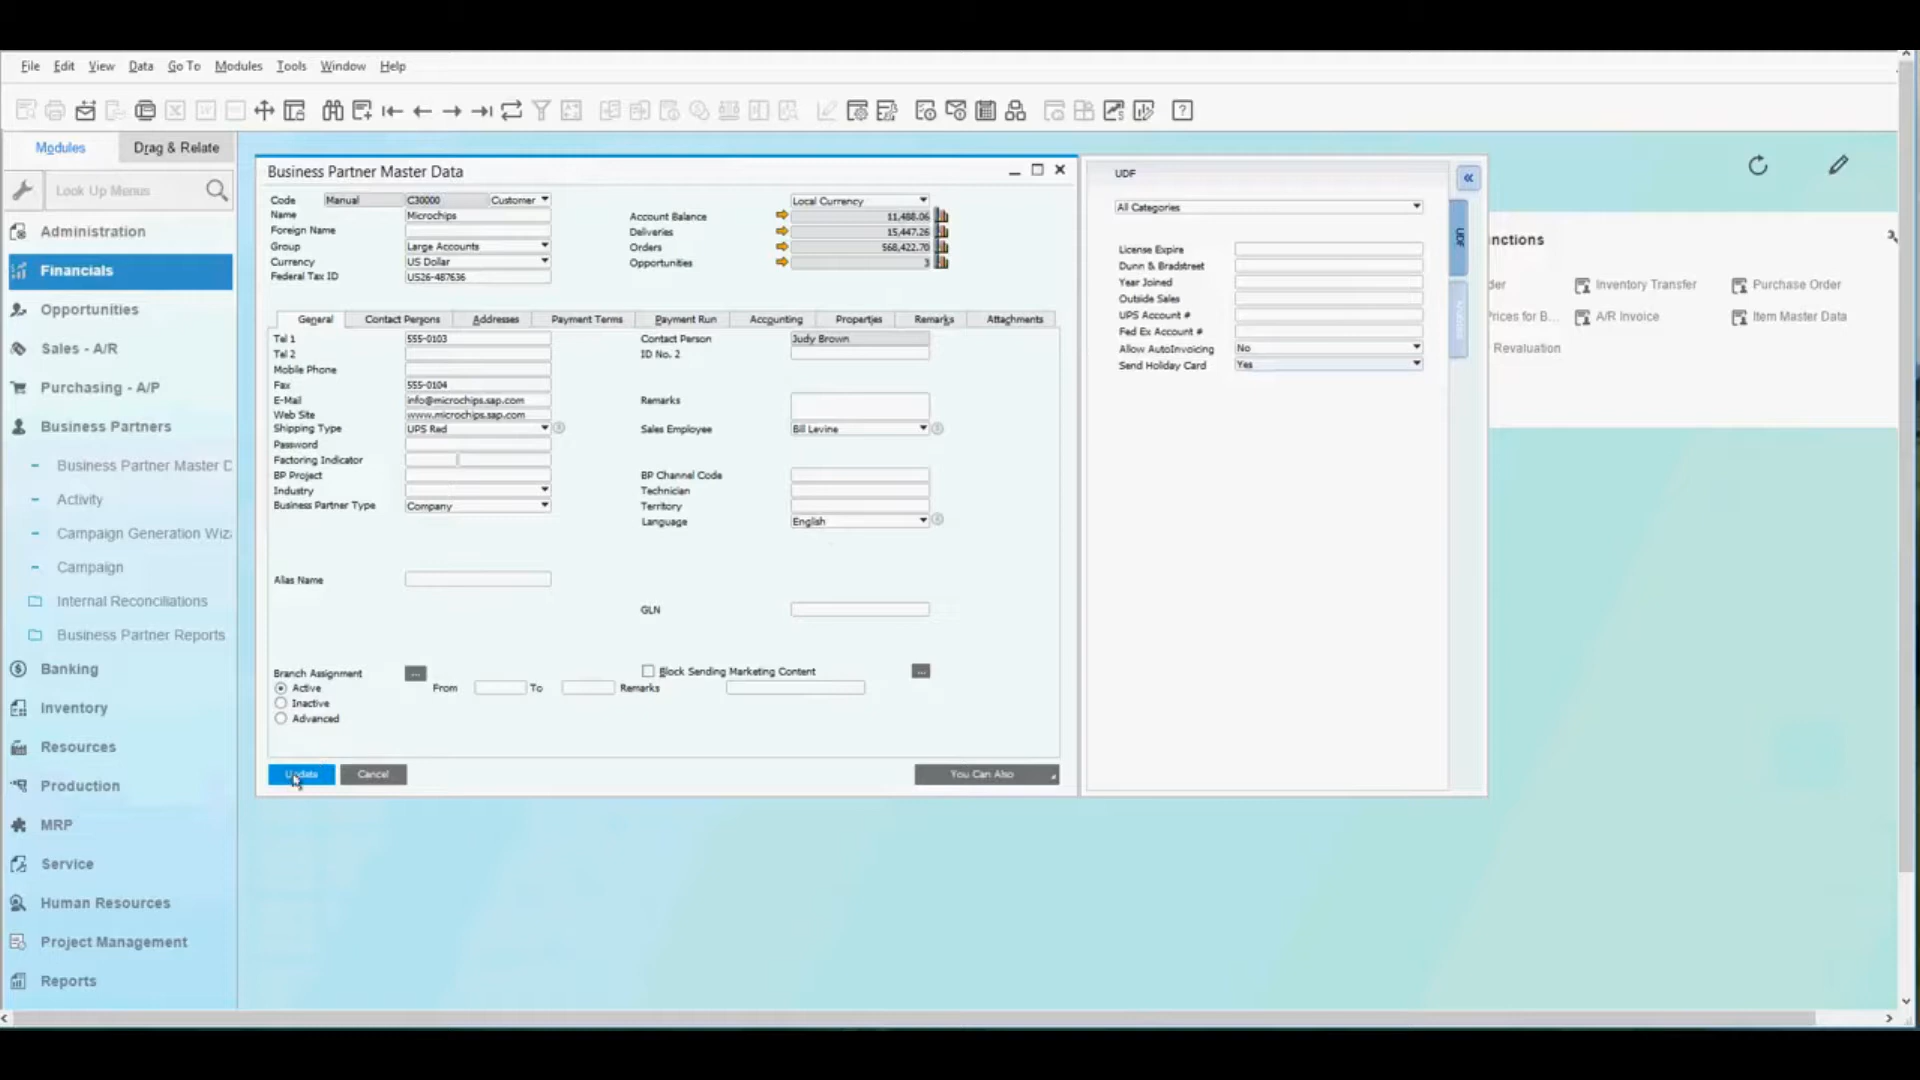 File Edit View Data Go To Modules Tools Window Help
Modules Drag & Relate
Look Up Menus
Administration
Financials
Opportunities
Sales - A/R
Purchasing - A/P
Business Partners
Business Partner Master D
Activity
Campaign Generation Wiz
Campaign
Internal Reconciliations
Business Partner Reports
Banking
Inventory
Resources
Production
MRP
Service
Human Resources
Project Management
Reports
Business Partner Master Data
Code Manual C30000 Customer
Name Microchips
Foreign Name
Group Large Accounts
Currency US Dollar
Federal Tax ID US26-487636
Local Currency
Account Balance 11,488.06
Deliveries 15,447.26
Orders 568,422.70
Opportunities 3
General Contact Persons Addresses Payment Terms Payment Run Accounting Properties Remarks Attachments
Tel 1 555-0103
Tel 2
Mobile Phone
Fax 555-0104
E-Mail info@microchips.sap.com
Web Site www.microchips.sap.com
Shipping Type UPS Red
Password
Factoring Indicator
BP Project
Industry
Business Partner Type Company
Alias Name
Contact Person Judy Brown
ID No. 2
Remarks
Sales Employee Bill Levine
BP Channel Code
Technician
Territory
Language English
GLN
Branch Assignment ...
Block Sending Marketing Content ...
Active From To Remarks
Inactive
Advanced
Update Cancel You Can Also
UDF
All Categories
UDF
License Expire
Dunn & Bradstreet
Year Joined
Outside Sales
UPS Account #
Fed Ex Account #
Allow AutoInvoicing No
Send Holiday Card Yes
nctions
der Inventory Transfer Purchase Order
rices for B... A/R Invoice Item Master Data
Revaluation